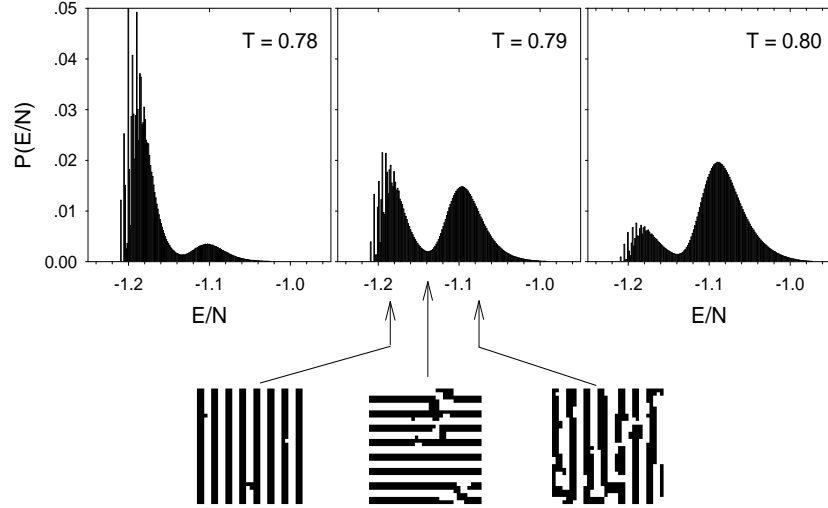 .05
.04
.03
.02
.01
0.00
P(E/N)
T = 0.78
T = 0.79
T = 0.80
-1.2 -1.1 -1.0
-1.2 -1.1 -1.0
-1.2 -1.1 -1.0
E/N
E/N
E/N